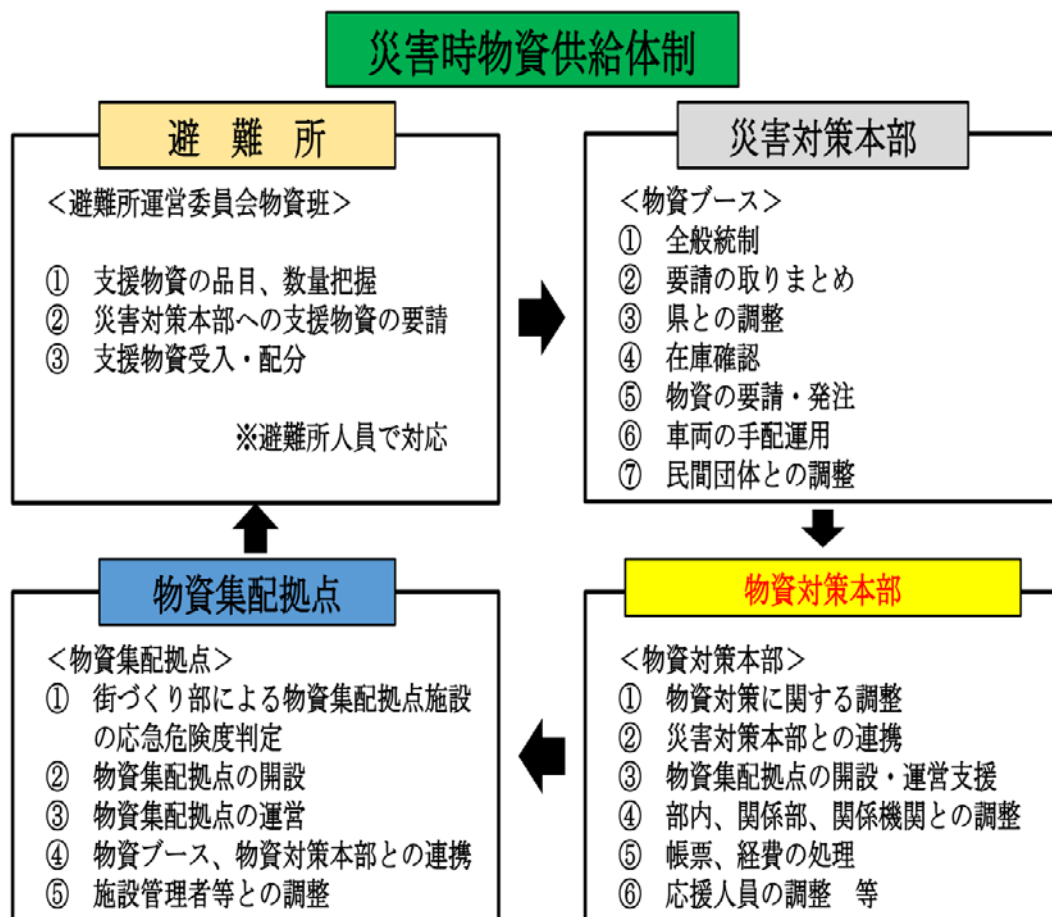 災害時物資供給体制
避難所
＜避難所運営委員会物資班＞
① 支援物資の品目、数量把握
② 災害対策本部への支援物資の要請
③ 支援物資受入・配分
※避難所人員で対応
災害対策本部
＜物資ブース＞
① 全般統制
② 要請の取りまとめ
③ 県との調整
④ 在庫確認
⑤ 物資の要請・発注
⑥ 車両の手配運用
⑦ 民間団体との調整
物資集配拠点
＜物資集配拠点＞
① 街づくり部による物資集配拠点施設
の応急危険度判定
② 物資集配拠点の開設
③ 物資集配拠点の運営
④ 物資ブース、物資対策本部との連携
⑤ 施設管理者等との調整
物資対策本部
＜物資対策本部＞
① 物資対策に関する調整
② 災害対策本部との連携
③ 物資集配拠点の開設・運営支援
④ 部内、関係部、関係機関との調整
⑤ 帳票、経費の処理
⑥ 応援人員の調整 等